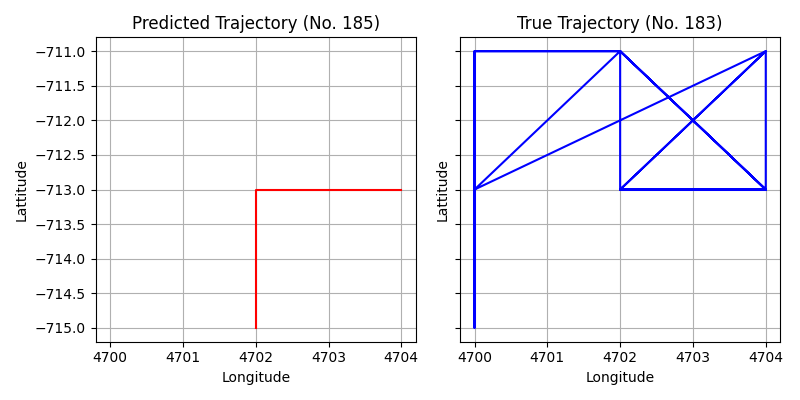 Predicted Trajectory (No. 185)
True Trajectory (No. 183)
−711.0
−711.5
−712.0
−712.5
−713.0
−713.5
−714.0
−714.5
−715.0
Lattitude
Lattitude
4700 4701 4702 4703 4704
4700 4701 4702 4703 4704
Longitude
Longitude